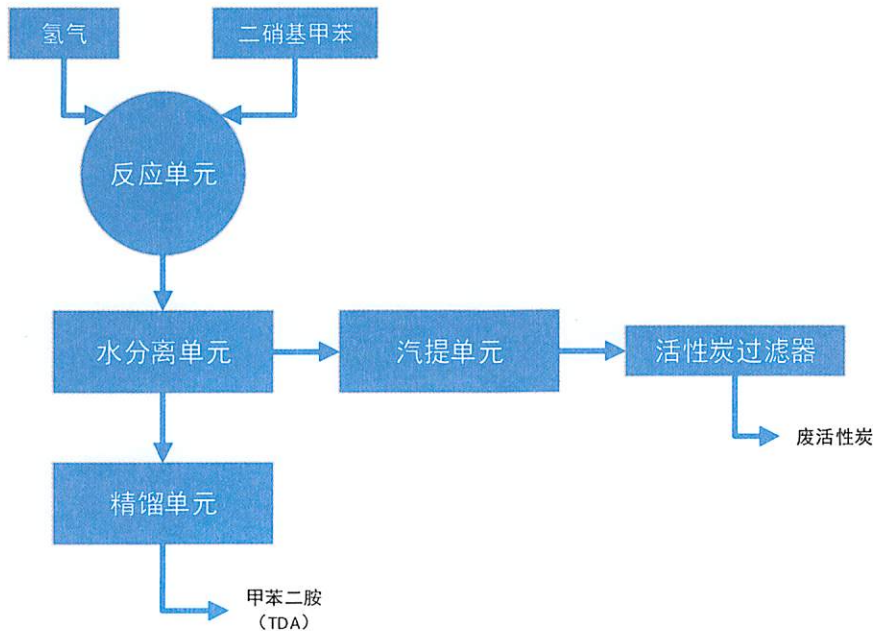 氢气
二硝基甲苯
反应单元
水分离单元
汽提单元
活性炭过滤器
废活性炭
精馏单元
甲苯二胺
（TDA）